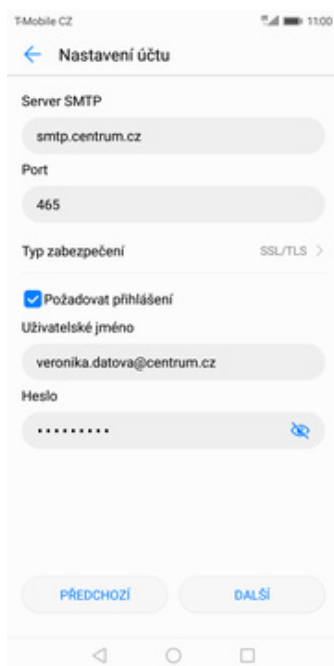 T-Mobile CZ 11:00
Nastavení účtu
Server SMTP
smtp.centrum.cz
Port
465
Typ zabezpečení SSL/TLS
Požadovat přihlášení
Uživatelské jméno
veronika.datova@centrum.cz
Heslo
•••••••••
PŘEDCHOZÍ DALŠÍ